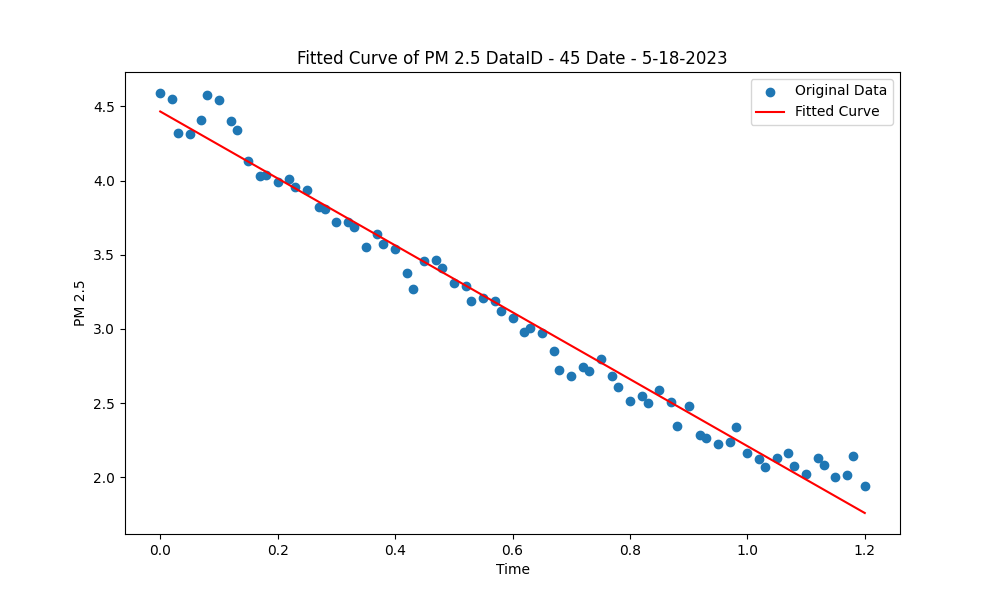 Fitted Curve of PM 2.5 DataID - 45 Date - 5-18-2023
Original Data
Fitted Curve
4.5
4.0
3.5
3.0
2.5
2.0
PM 2.5
0.0 0.2 0.4 0.6 0.8 1.0 1.2
Time